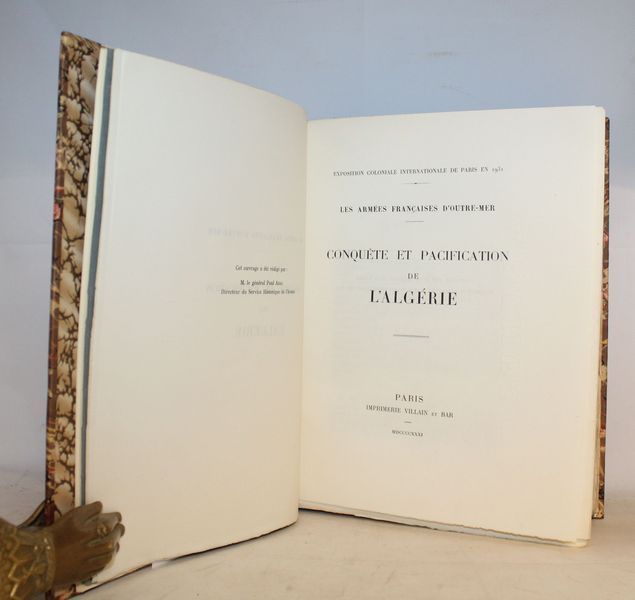 Cet ouvrage a été rédigé par :
M. le général Paul Azan
Directeur du Service Historique de l'Armée
EXPOSITION COLONIALE INTERNATIONALE DE PARIS EN 1931
LES ARMÉES FRANÇAISES D'OUTRE-MER
CONQUÊTE ET PACIFICATION
DE
L'ALGÉRIE
PARIS
IMPRIMERIE VILLAIN ET BAR
MDCCCCXXXI